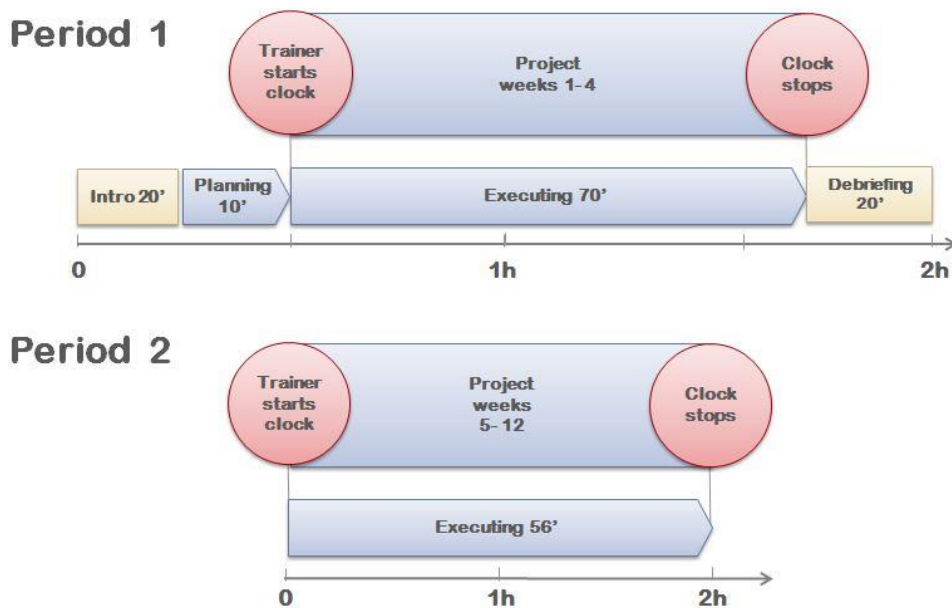 Period 1
Trainer
starts
clock
Project
weeks 1-4
Clock
stops
Intro 20'
Planning
10'
Executing 70'
Debriefing
20'
0
1h
2h
Period 2
Trainer
starts
clock
Project
weeks
5-12
Clock
stops
Executing 56'
0
1h
2h